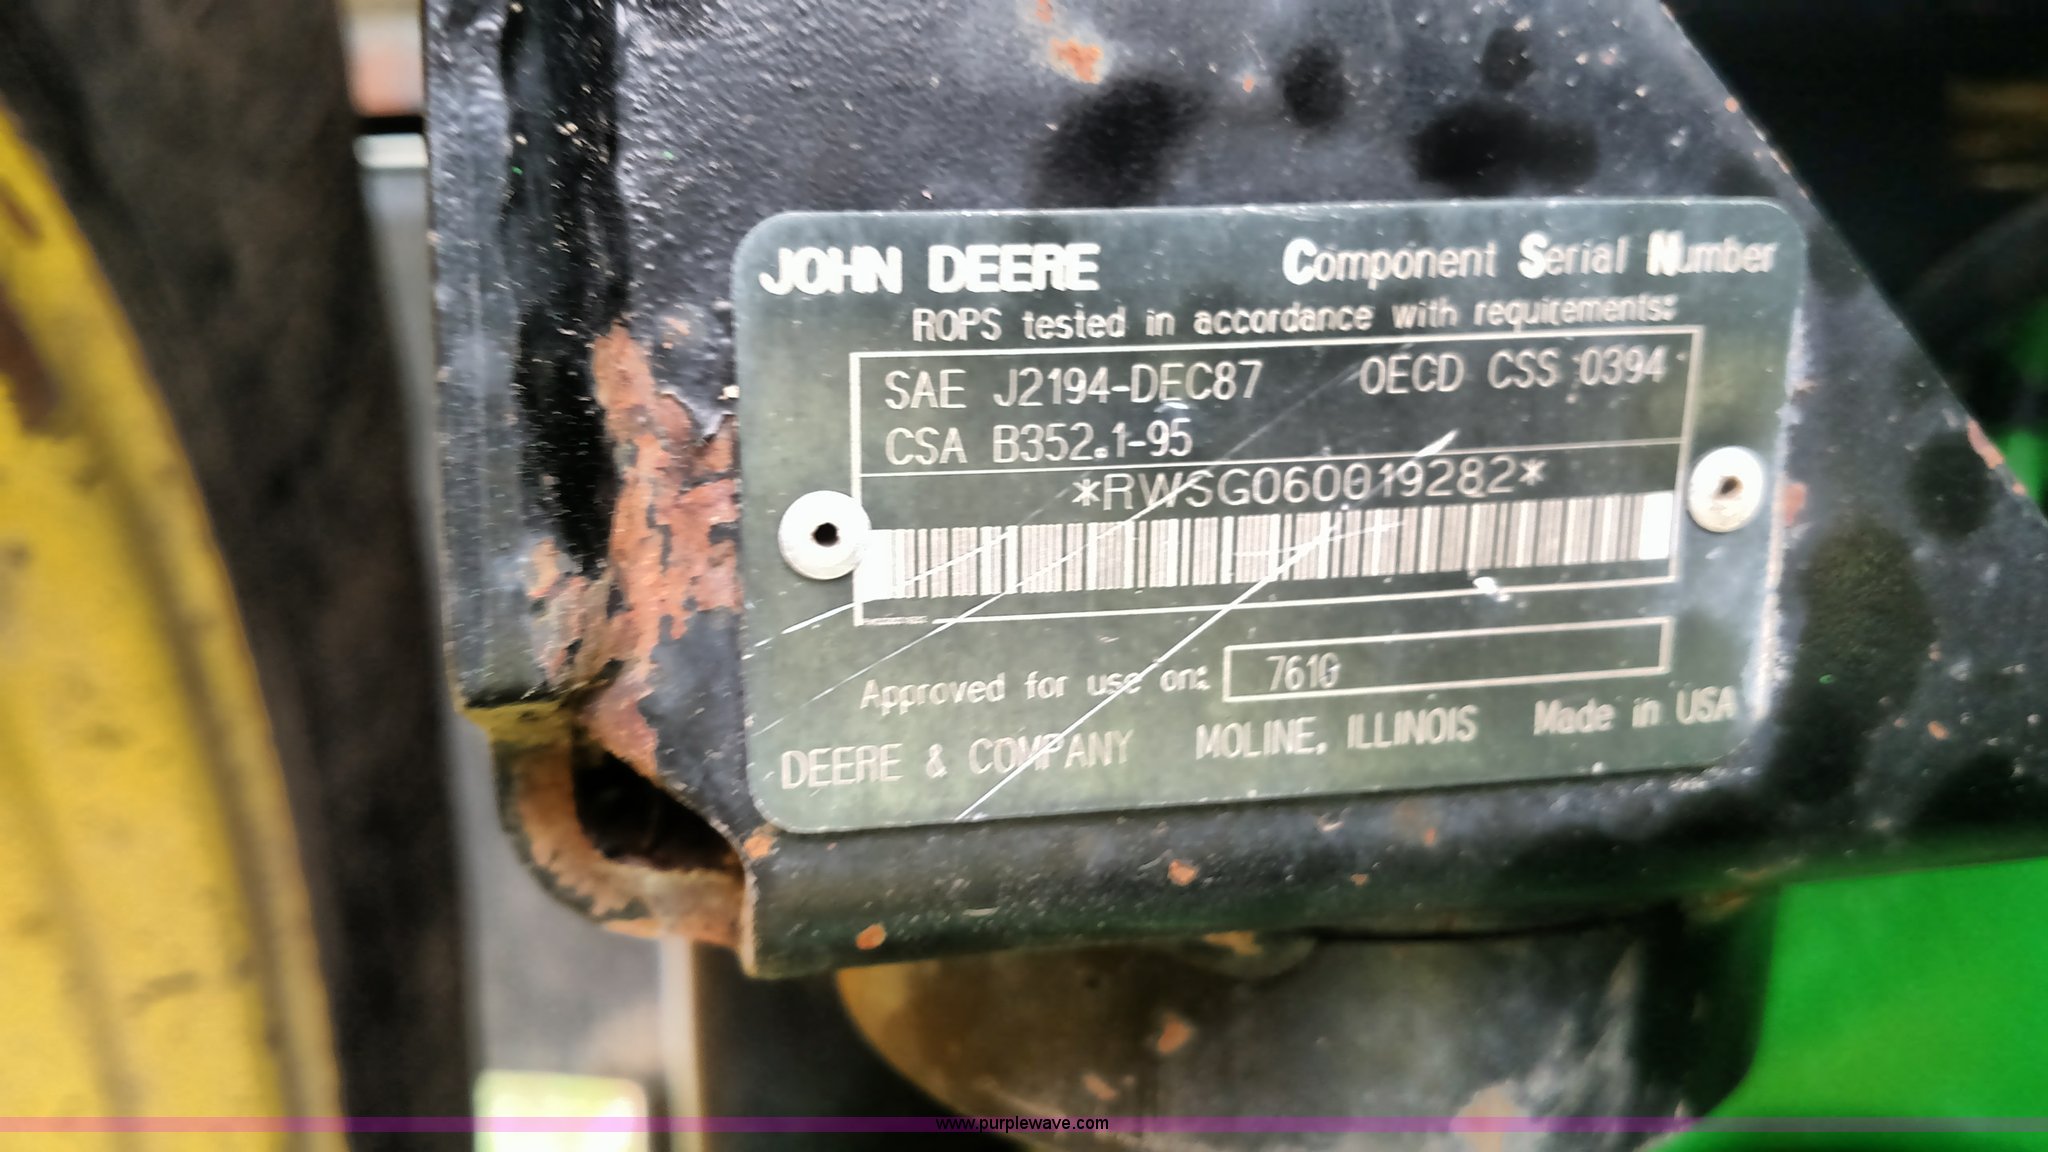 JOHN DEERE Component Serial Number
ROPS tested in accordance with requirements:
SAE J2194-DEC87 OECD CSS 0394
CSA B352.1-95
*RWSG060019282*
Approved for use on: 7610
DEERE & COMPANY MOLINE, ILLINOIS Made in USA
www.purplewave.com